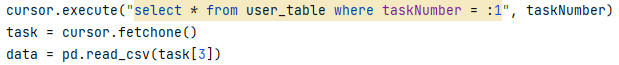 cursor.execute("select * from user_table where taskNumber = :1", taskNumber)
task = cursor.fetchone()
data = pd.read_csv(task[3])